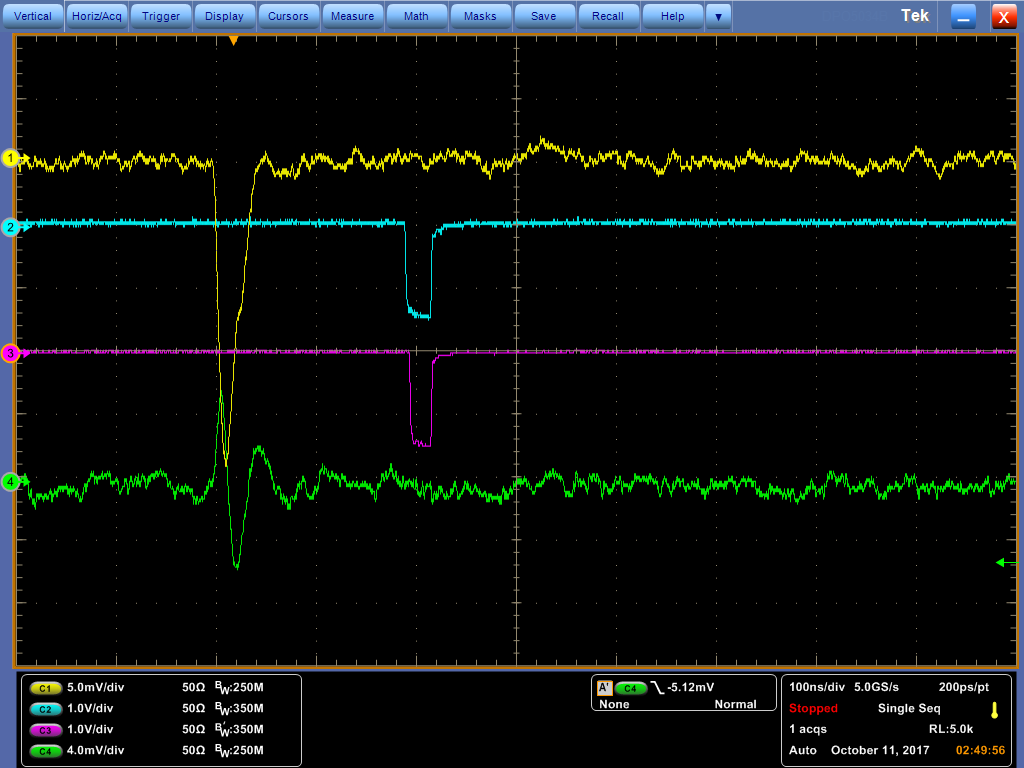 Vertical Horiz/Acq Trigger Display Cursors Measure Math Masks Save Recall Help ▼ Tek X
1
2
3
4
C1 5.0mV/div 50Ω BW:250M
C2 1.0V/div 50Ω BW:350M
C3 1.0V/div 50Ω B'W:350M
C4 4.0mV/div 50Ω BW:250M
A' C4 -5.12mV
None Normal
100ns/div 5.0GS/s 200ps/pt
Stopped Single Seq
1 acqs RL:5.0k
Auto October 11, 2017 02:49:56